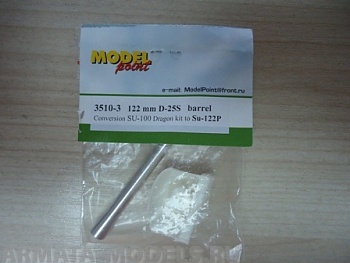 MODEL
point
e-mail: ModelPoint@front.ru
3510-3 122 mm D-25S barrel
Conversion SU-100 Dragon kit to Su-122P
ARMATA-MODELS.RU